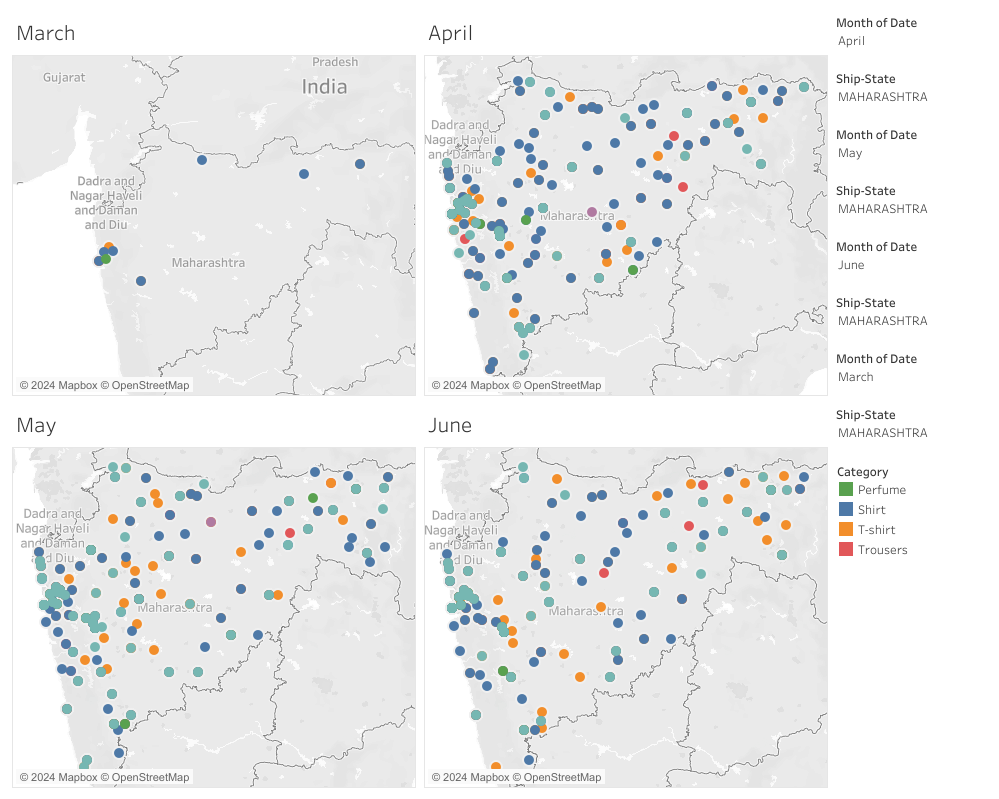 March
Gujarat
Pradesh
India
Dadra and
Nagar Haveli
and Daman
and Diu
Maharashtra
© 2024 Mapbox © OpenStreetMap
April
Dadra and
Nagar Haveli
and Daman
and Diu
Maharashtra
© 2024 Mapbox © OpenStreetMap
May
Dadra and
Nagar Haveli
and Daman
and Diu
Maharashtra
© 2024 Mapbox © OpenStreetMap
June
Dadra and
Nagar Haveli
and Daman
and Diu
Maharashtra
© 2024 Mapbox © OpenStreetMap
Month of Date
April
Ship-State
MAHARASHTRA
Month of Date
May
Ship-State
MAHARASHTRA
Month of Date
June
Ship-State
MAHARASHTRA
Month of Date
March
Ship-State
MAHARASHTRA
Category
Perfume
Shirt
T-shirt
Trousers